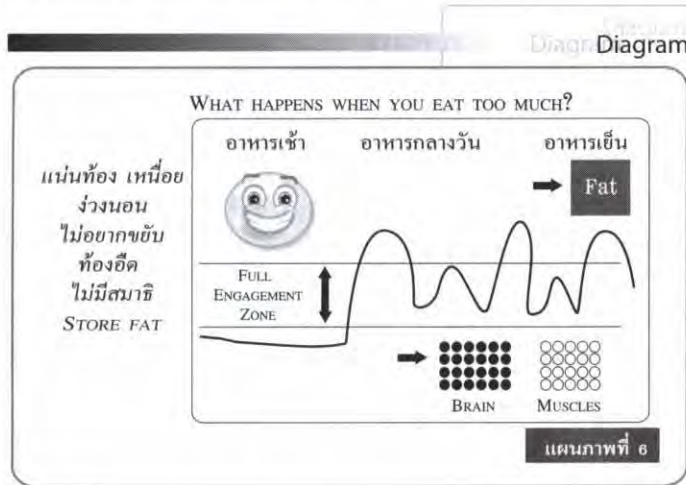 Diagram
WHAT HAPPENS WHEN YOU EAT TOO MUCH?
อาหารเช้า อาหารกลางวัน อาหารเย็น
แน่นท้อง เหนื่อย
ง่วงนอน
ไม่อยากขยับ
ท้องอืด
ไม่มีสมาธิ
STORE FAT
Fat
FULL
ENGAGEMENT
ZONE
BRAIN MUSCLES
แผนภาพที่ 6